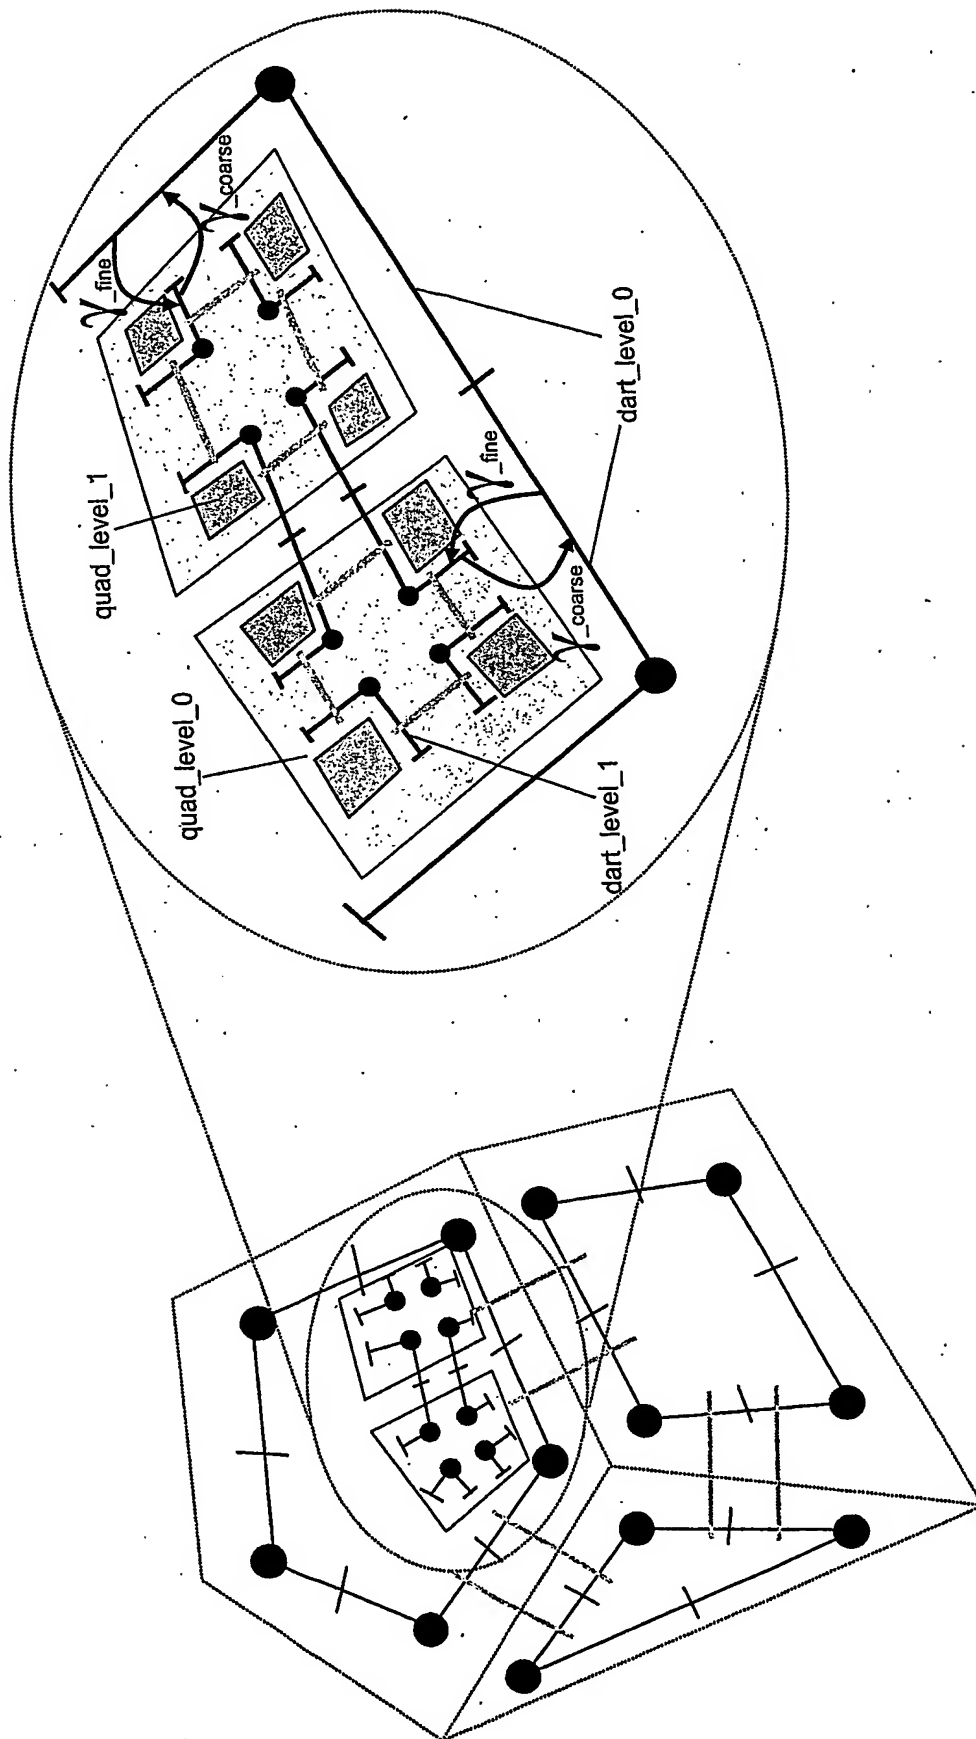 γ_fine
γ_coarse
quad_level_1
dart_level_0
γ_fine
γ_coarse
quad_level_0
dart_level_1